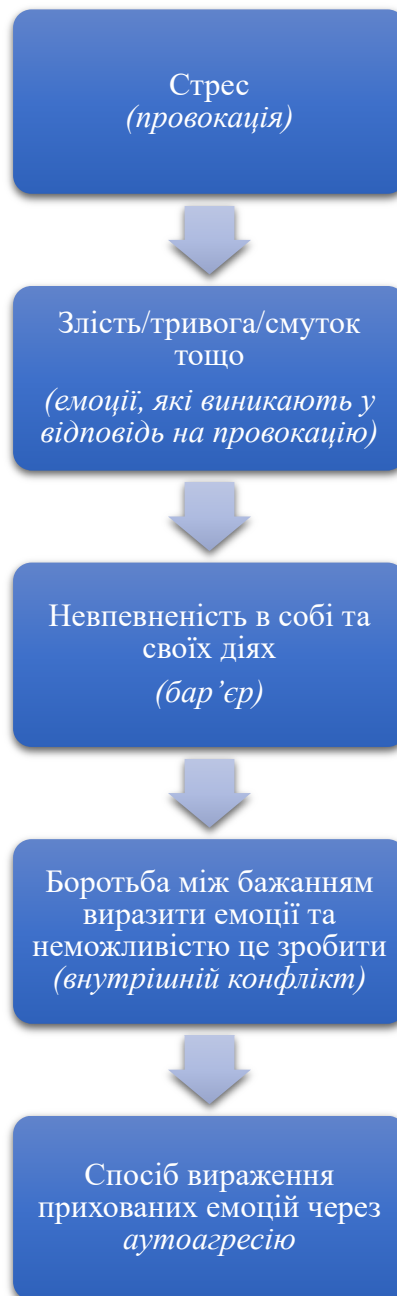 Стрес
(провокація)
Злість/тривога/смуток
тощо
(емоції, які виникають у
відповідь на провокацію)
Невпевненість в собі та
своїх діях
(бар’єр)
Боротьба між бажанням
виразити емоції та
неможливістю це зробити
(внутрішній конфлікт)
Спосіб вираження
прихованих емоцій через
аутоагресію